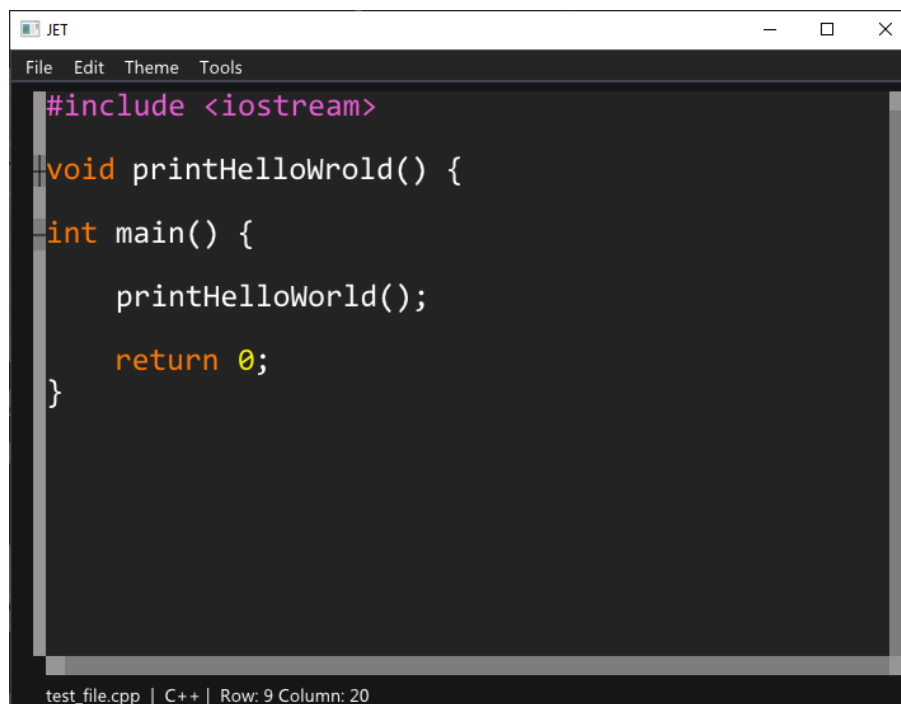 JET
File Edit Theme Tools
#include <iostream>
void printHelloWrold() {
int main() {
printHelloWorld();
return 0;
}
test_file.cpp | C++ | Row: 9 Column: 20